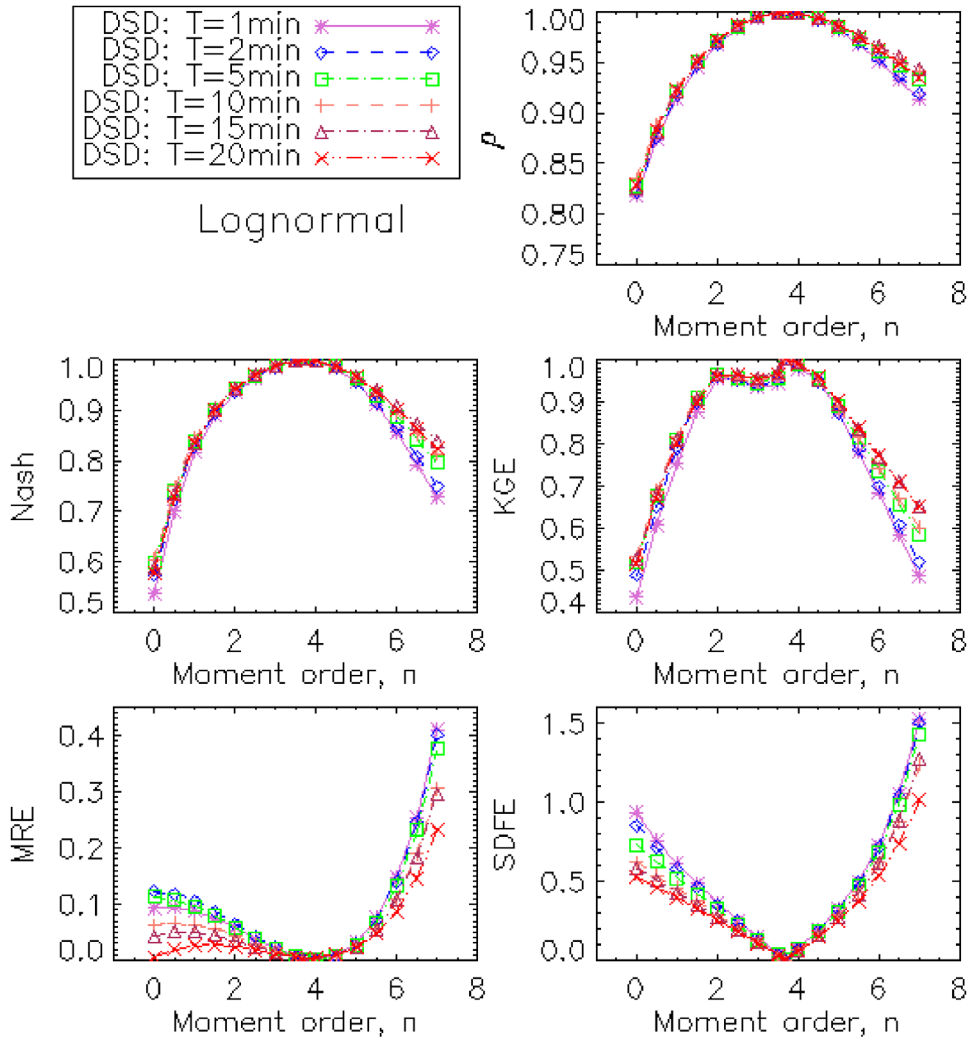 DSD: T=1min
DSD: T=2min
DSD: T=5min
DSD: T=10min
DSD: T=15min
DSD: T=20min
Lognormal
1.00
0.95
0.90
0.85
0.80
0.75
ρ
0 2 4 6 8
Moment order, n
1.0
0.9
0.8
0.7
0.6
0.5
Nash
0 2 4 6 8
Moment order, n
1.0
0.9
0.8
0.7
0.6
0.5
0.4
KGE
0 2 4 6 8
Moment order, n
0.4
0.3
0.2
0.1
0.0
MRE
0 2 4 6 8
Moment order, n
1.5
1.0
0.5
0.0
SDFE
0 2 4 6 8
Moment order, n